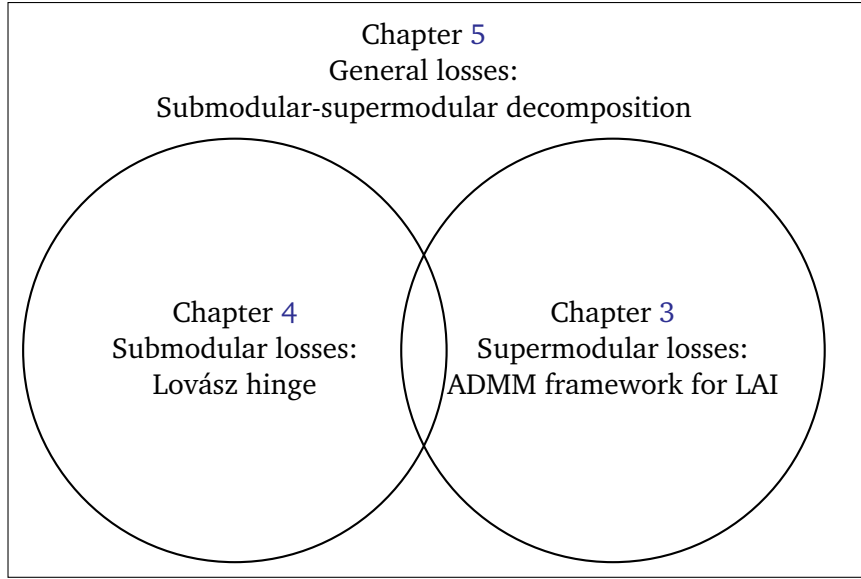 Chapter 5
General losses:
Submodular-supermodular decomposition
Chapter 4
Submodular losses:
Lovász hinge
Chapter 3
Supermodular losses:
ADMM framework for LAI